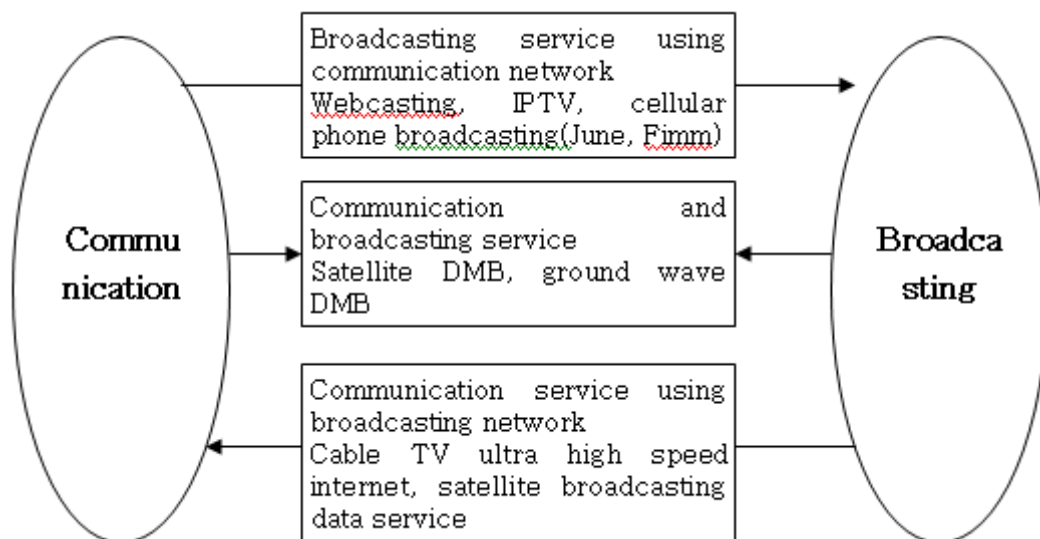 Broadcasting service using
communication network
Webcasting, IPTV, cellular
phone broadcasting(June, Fimm)
Commu
nication
Communication and
broadcasting service
Satellite DMB, ground wave
DMB
Broadca
sting
Communication service using
broadcasting network
Cable TV ultra high speed
internet, satellite broadcasting
data service